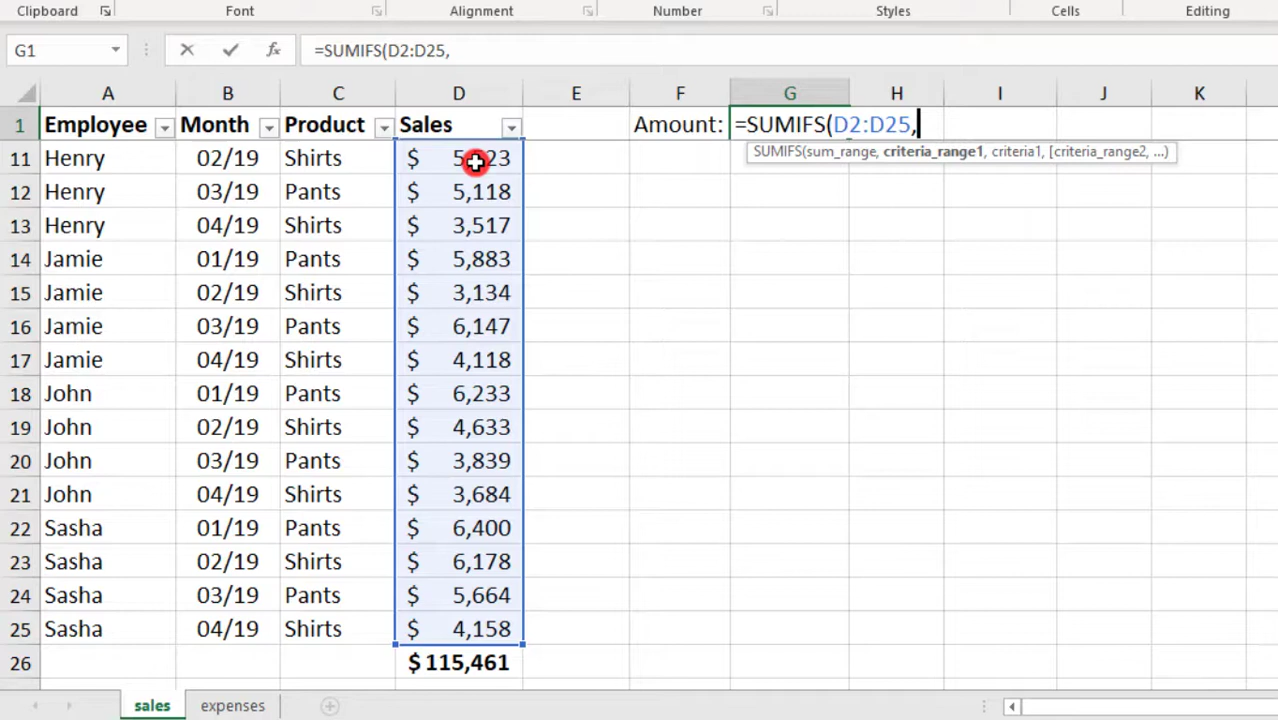 Clipboard Font Alignment Number Styles Cells Editing
G1 fx =SUMIFS(D2:D25,
A B C D E F G H I J K
1 Employee Month Product Sales Amount: =SUMIFS(D2:D25,
SUMIFS(sum_range, criteria_range1, criteria1, [criteria_range2, ...)
11 Henry 02/19 Shirts $
12 Henry 03/19 Pants $ 5,118
13 Henry 04/19 Shirts $ 3,517
14 Jamie 01/19 Pants $ 5,883
15 Jamie 02/19 Shirts $ 3,134
16 Jamie 03/19 Pants $ 6,147
17 Jamie 04/19 Shirts $ 4,118
18 John 01/19 Pants $ 6,233
19 John 02/19 Shirts $ 4,633
20 John 03/19 Pants $ 3,839
21 John 04/19 Shirts $ 3,684
22 Sasha 01/19 Pants $ 6,400
23 Sasha 02/19 Shirts $ 6,178
24 Sasha 03/19 Pants $ 5,664
25 Sasha 04/19 Shirts $ 4,158
26 $ 115,461
sales expenses